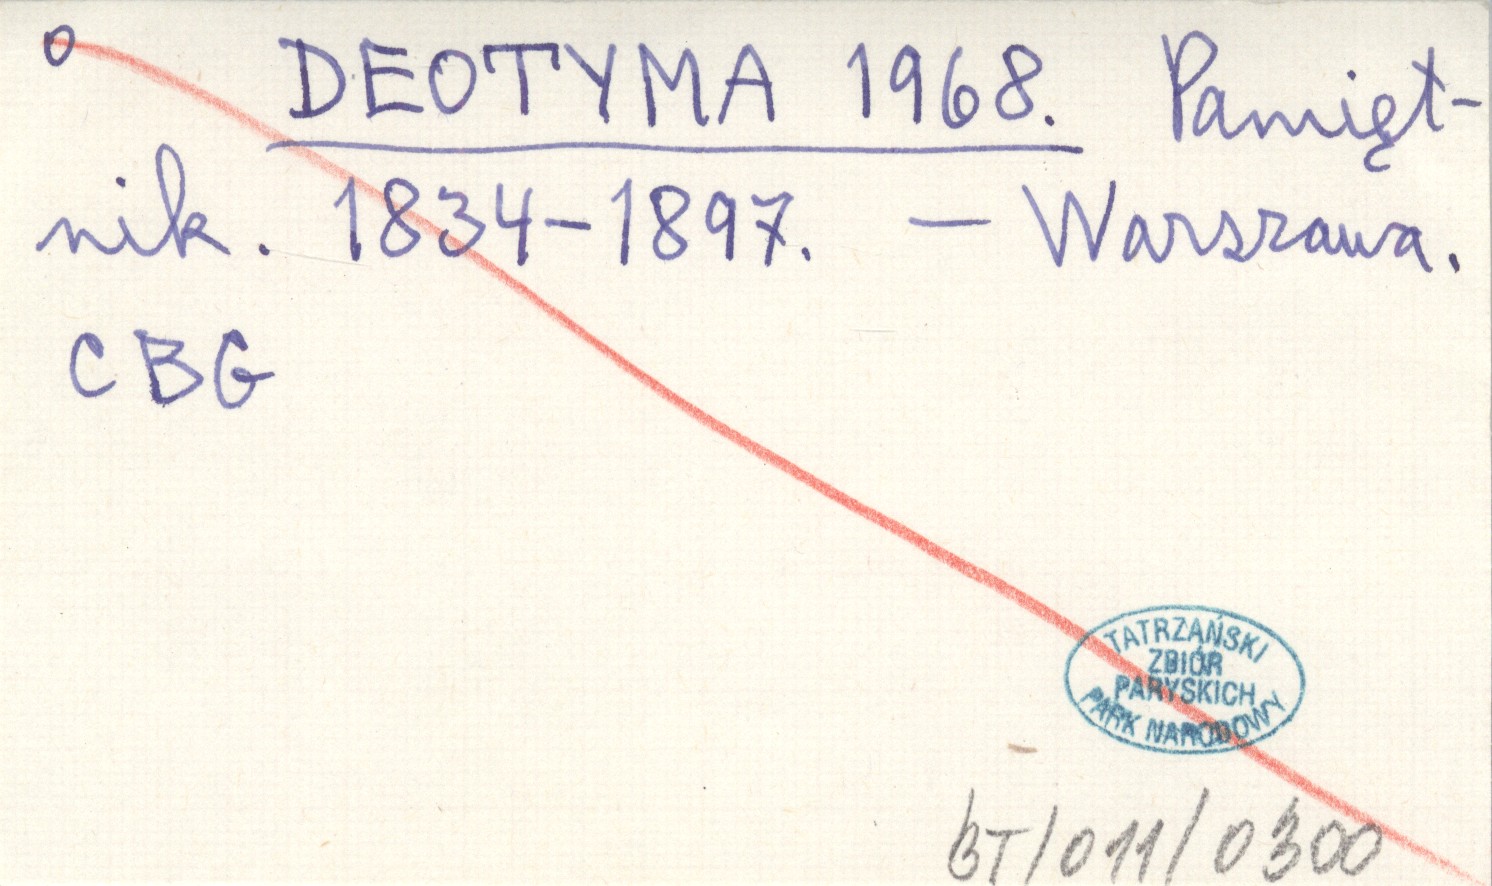 o DEOTYMA 1968. Pamięt-
nik. 1834-1897. — Warszawa.
CBG
TATRZAŃSKI
ZBIÓR
PARYSKICH
PARK NARODOWY
BT/011/0300